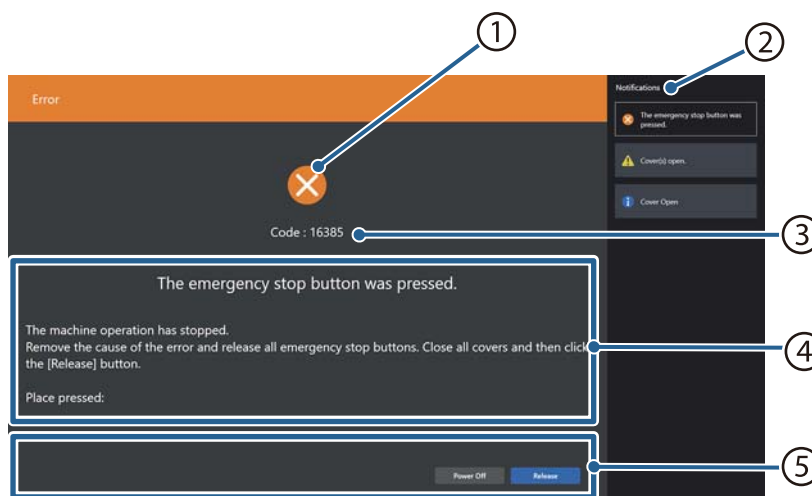 1
2
Notifications
Error
The emergency stop button was
pressed.
Cover(s) open.
Cover Open
Code : 16385
3
The emergency stop button was pressed.
The machine operation has stopped.
Remove the cause of the error and release all emergency stop buttons. Close all covers and then click
the [Release] button.
4
Place pressed:
Power Off
Release
5